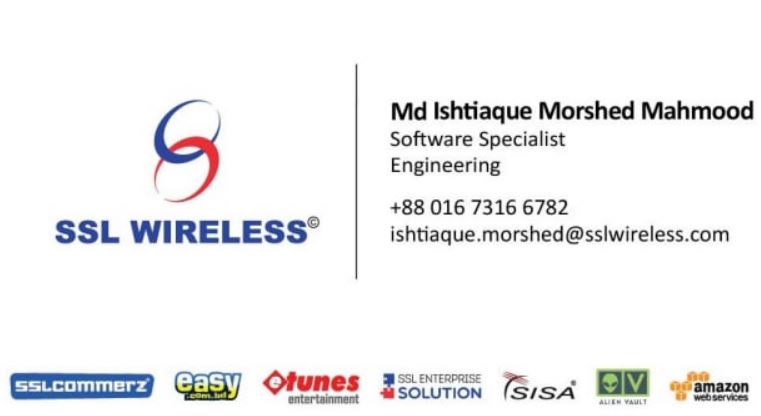 SSL WIRELESS©
Md Ishtiaque Morshed Mahmood
Software Specialist
Engineering
+88 016 7316 6782
ishtiaque.morshed@sslwireless.com
SSLCOMMERZ
easy
.com.bd
etunes
entertainment
SSL ENTERPRISE
SOLUTION
SISA
ALIEN VAULT
amazon
web services